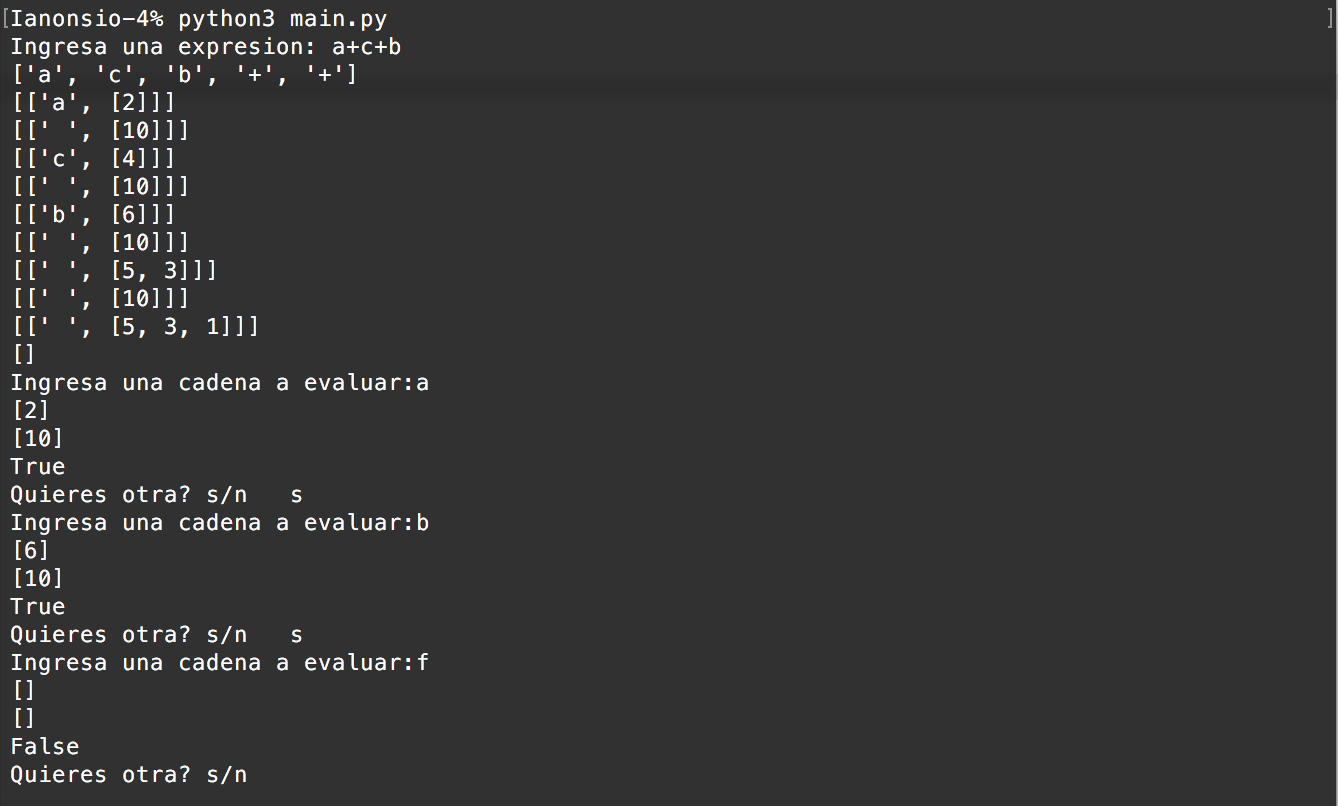 [Ianonsio-4% python3 main.py ]
Ingresa una expresion: a+c+b
['a', 'c', 'b', '+', '+']
[['a', [2]]]
[[' ', [10]]]
[['c', [4]]]
[[' ', [10]]]
[['b', [6]]]
[[' ', [10]]]
[[' ', [5, 3]]]
[[' ', [10]]]
[[' ', [5, 3, 1]]]
[]
Ingresa una cadena a evaluar:a
[2]
[10]
True
Quieres otra? s/n   s
Ingresa una cadena a evaluar:b
[6]
[10]
True
Quieres otra? s/n   s
Ingresa una cadena a evaluar:f
[]
[]
False
Quieres otra? s/n